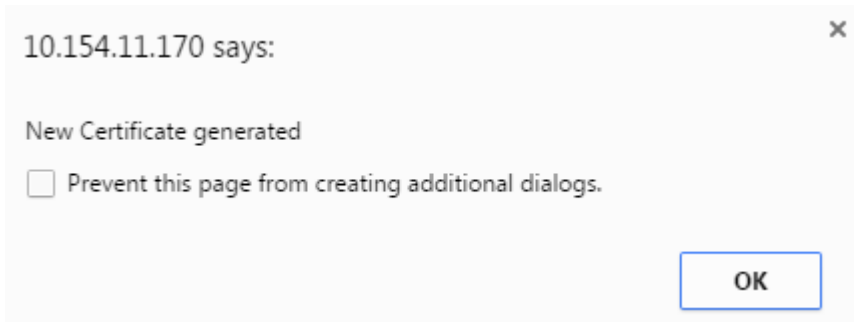 10.154.11.170 says:
New Certificate generated
Prevent this page from creating additional dialogs.
OK